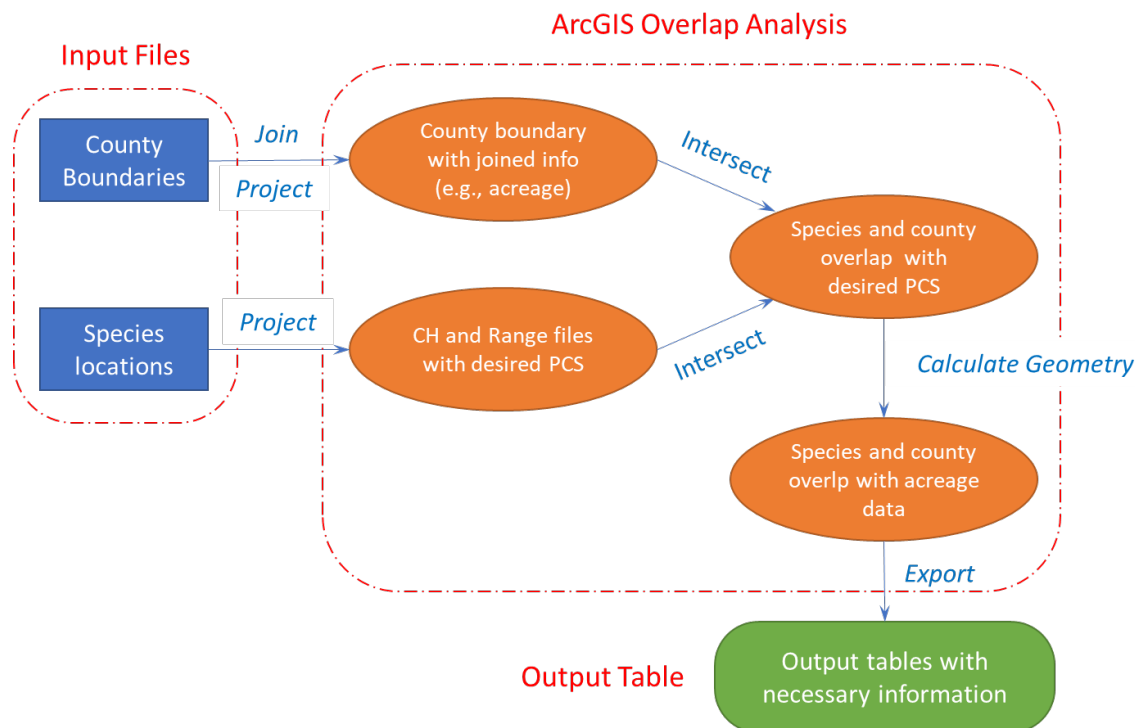 ArcGIS Overlap Analysis
Input Files
County
Boundaries
Join
Project
County boundary
with joined info
(e.g., acreage)
Intersect
Species and county
overlap with
desired PCS
Species
locations
Project
CH and Range files
with desired PCS
Intersect
Calculate Geometry
Species and county
overlp with acreage
data
Export
Output Table
Output tables with
necessary information